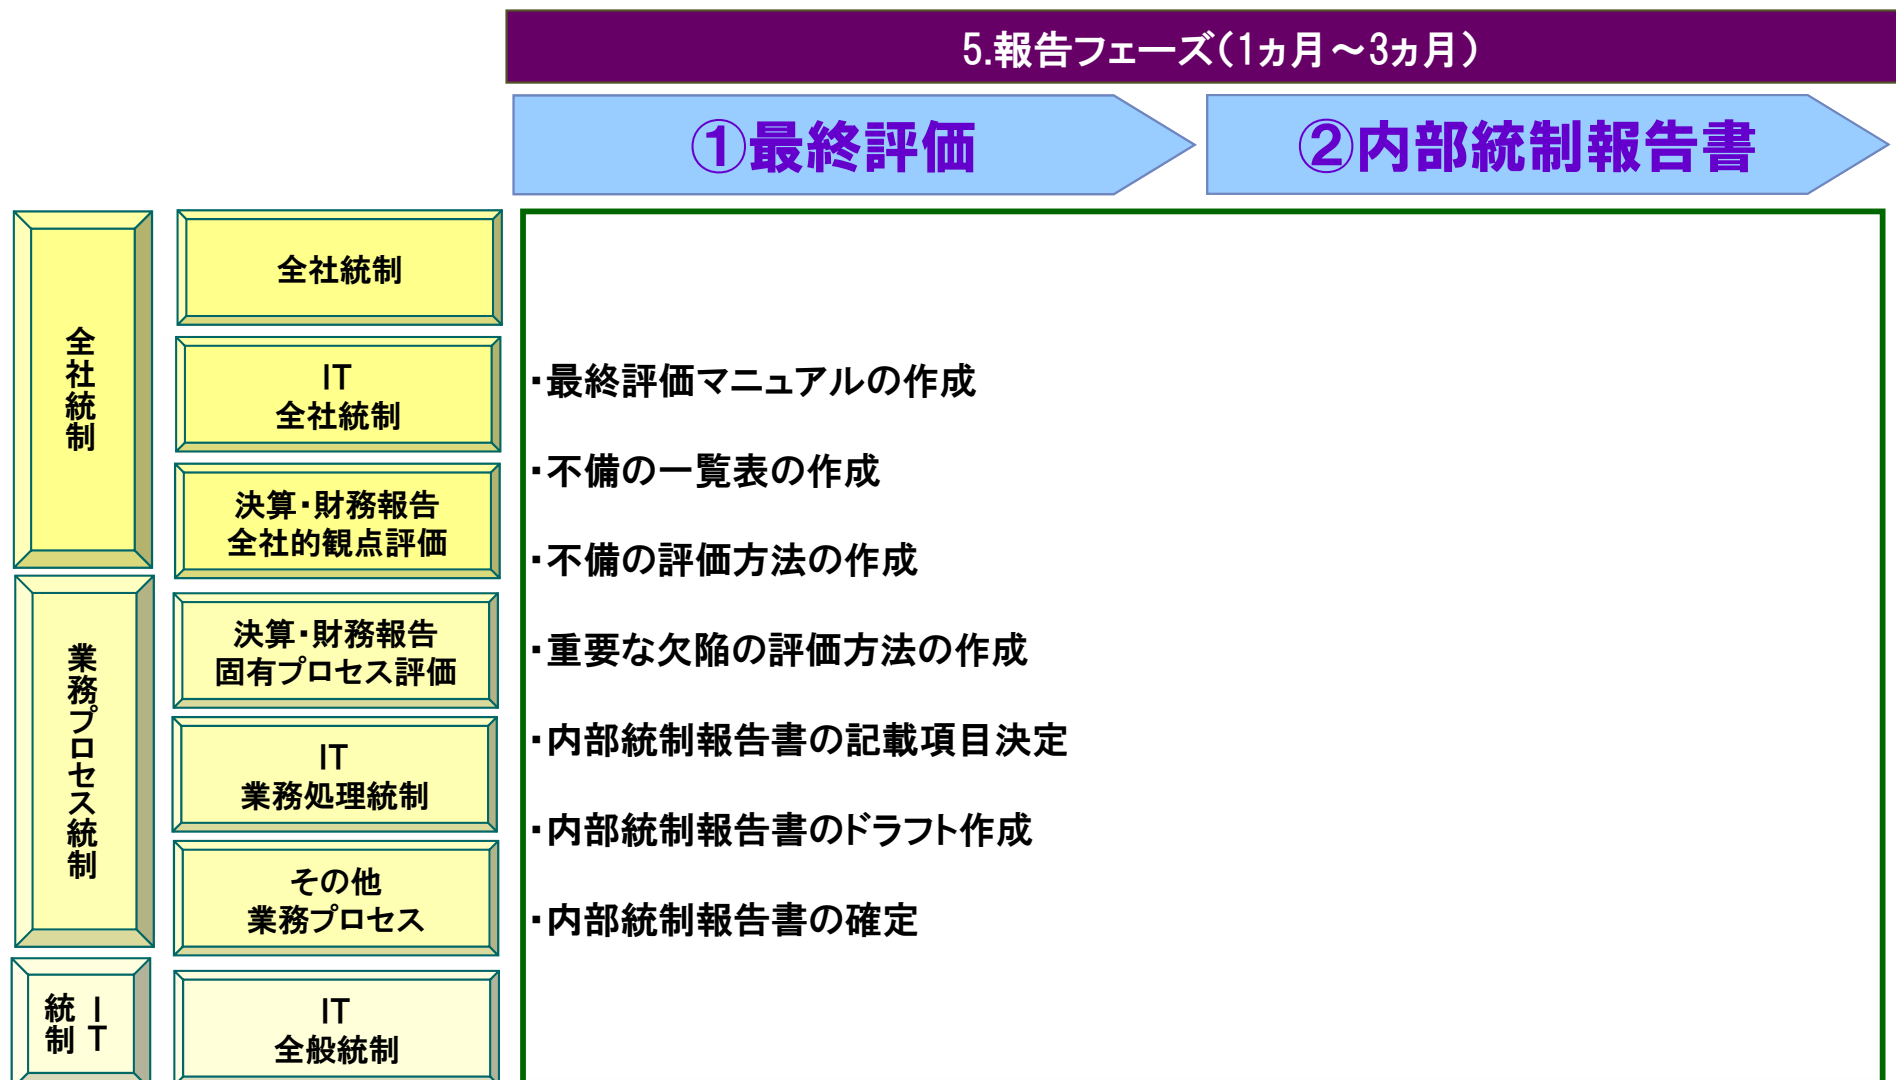 5.報告フェーズ(1ヵ月～3ヵ月)
①最終評価
②内部統制報告書
全社統制
全社統制
IT
全社統制
決算・財務報告
全社的観点評価
業務プロセス統制
決算・財務報告
固有プロセス評価
IT
業務処理統制
その他
業務プロセス
IT統制
IT
全般統制
・最終評価マニュアルの作成
・不備の一覧表の作成
・不備の評価方法の作成
・重要な欠陥の評価方法の作成
・内部統制報告書の記載項目決定
・内部統制報告書のドラフト作成
・内部統制報告書の確定